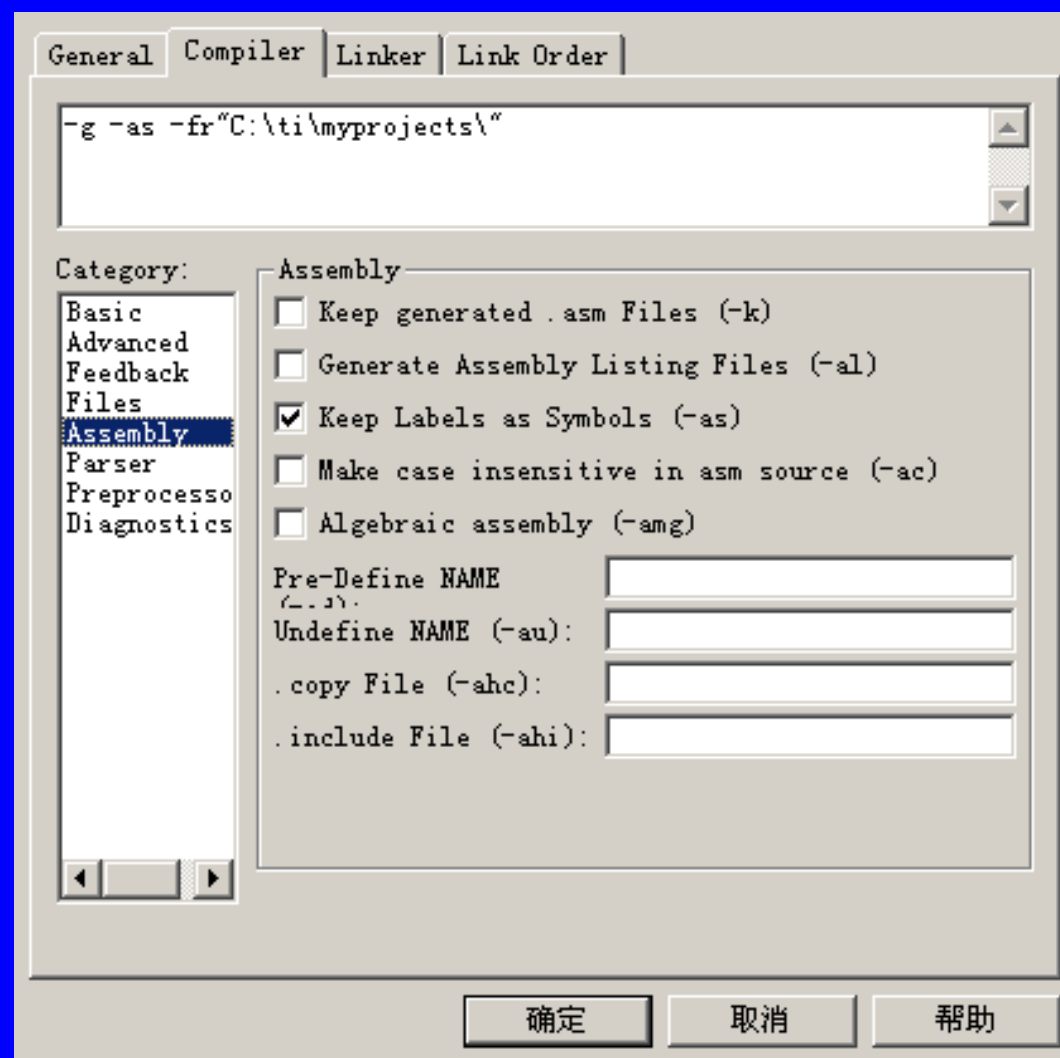 General Compiler Linker Link Order
-g -as -fr"C:\ti\myprojects\"
Category:
Basic
Advanced
Feedback
Files
Assembly
Parser
Preprocesso
Diagnostics
Assembly
Keep generated .asm Files (-k)
Generate Assembly Listing Files (-al)
Keep Labels as Symbols (-as)
Make case insensitive in asm source (-ac)
Algebraic assembly (-amg)
Pre-Define NAME
Undefine NAME (-au):
.copy File (-ahc):
.include File (-ahi):
确定 取消 帮助